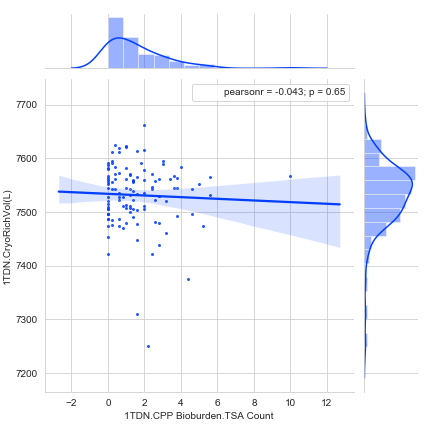 pearsonr = -0.043; p = 0.65
7700
7600
7500
7400
7300
7200
1TDN.CryoRichVol(L)
−2 0 2 4 6 8 10 12
1TDN.CPP Bioburden.TSA Count